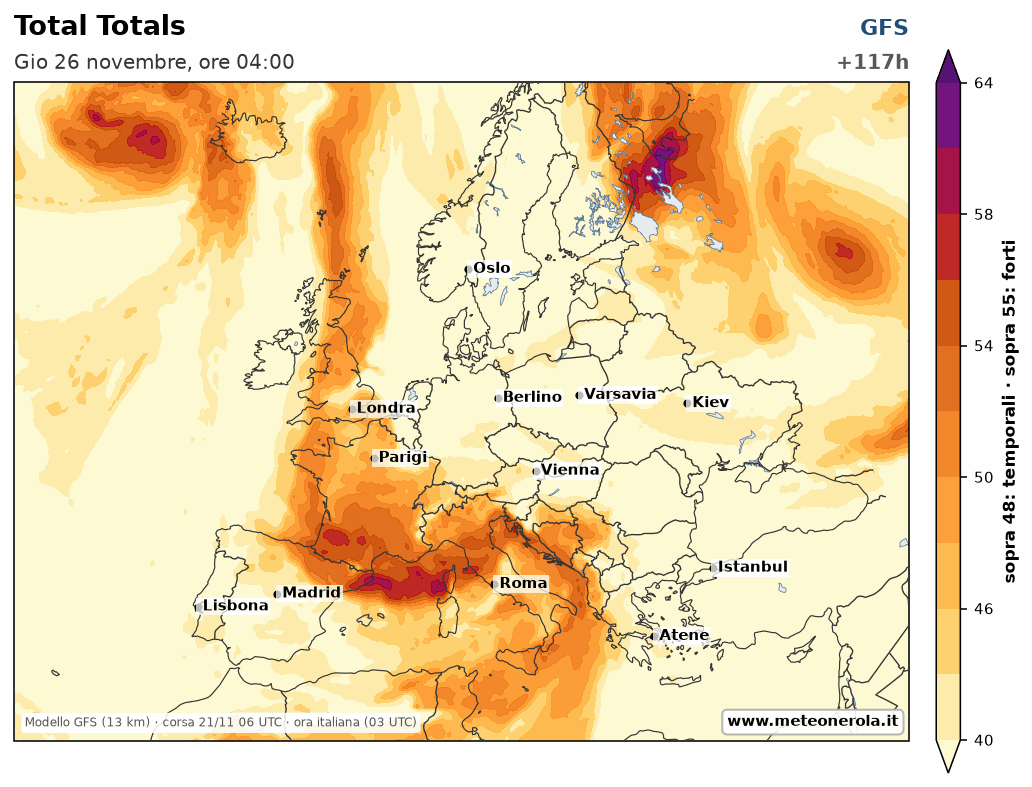 Total Totals
GFS
Gio 26 novembre, ore 04:00
+117h
Oslo
Londra
Berlino
Varsavia
Kiev
Parigi
Vienna
Madrid
Lisbona
Roma
Istanbul
Atene
Modello GFS (13 km) · corsa 21/11 06 UTC · ora italiana (03 UTC)
www.meteonerola.it
64
58
54
50
46
40
sopra 48: temporali · sopra 55: forti